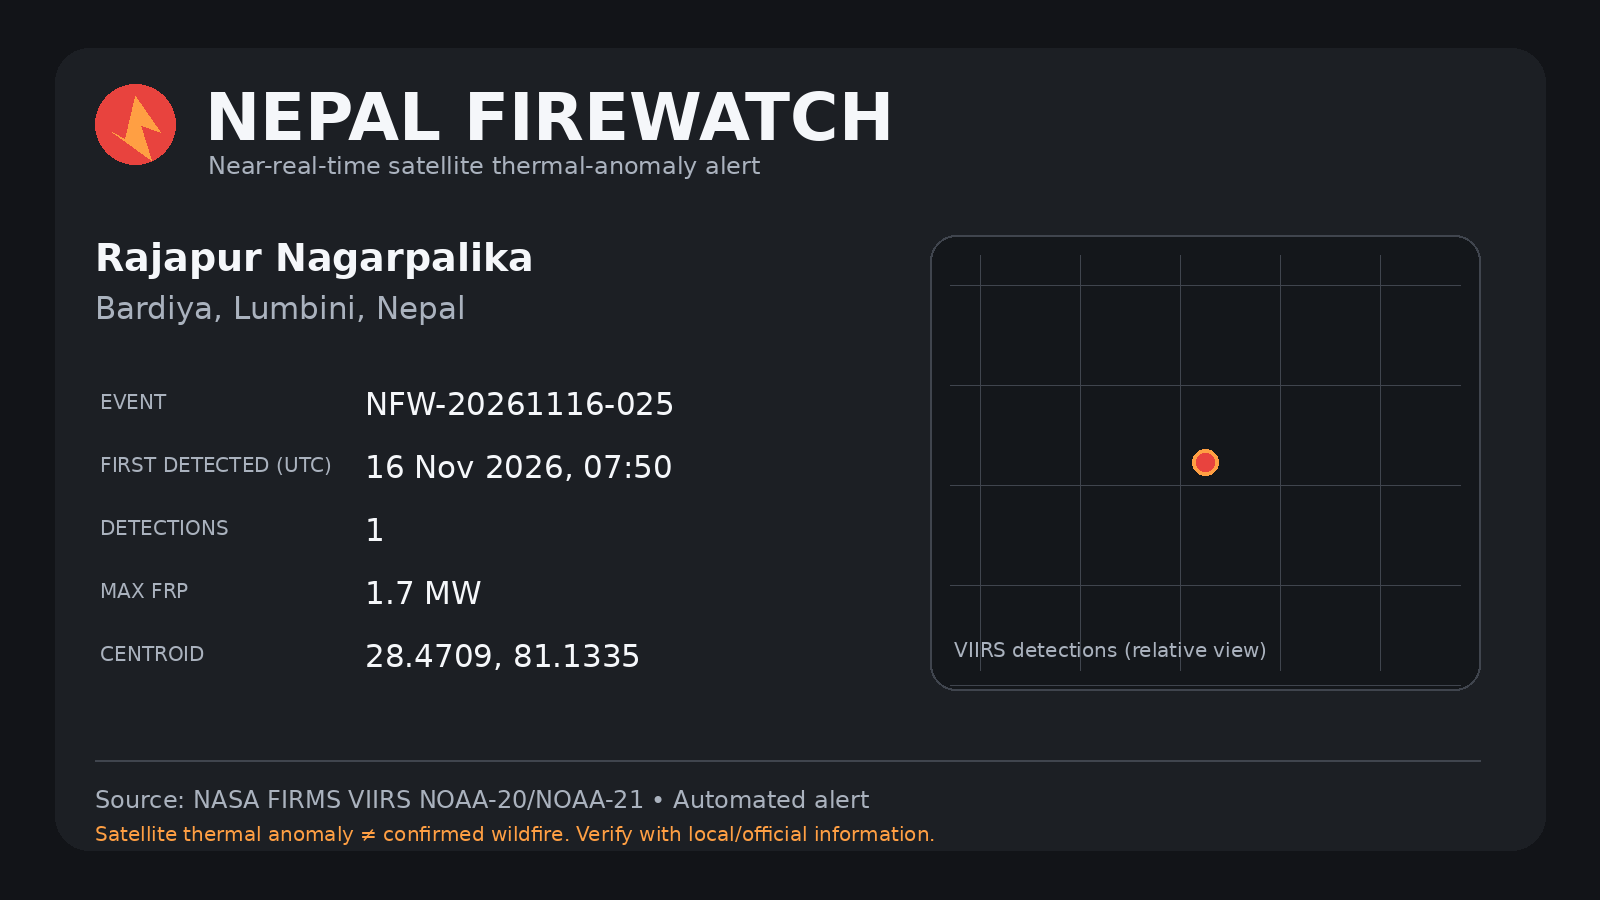 NEPAL FIREWATCH
Near-real-time satellite thermal-anomaly alert
Rajapur Nagarpalika
Bardiya, Lumbini, Nepal
EVENT NFW-20261116-025
FIRST DETECTED (UTC) 16 Nov 2026, 07:50
DETECTIONS 1
MAX FRP 1.7 MW
CENTROID 28.4709, 81.1335
VIIRS detections (relative view)
Source: NASA FIRMS VIIRS NOAA-20/NOAA-21 • Automated alert
Satellite thermal anomaly ≠ confirmed wildfire. Verify with local/official information.